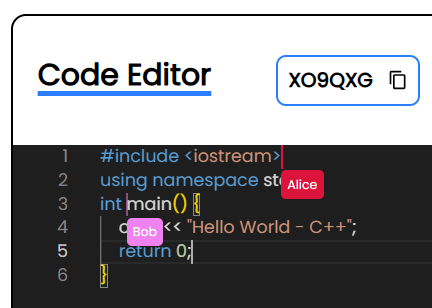 Code Editor
XO9QXG
1 #include <iostream>
2 using namespace
Alice
3 int main() {
4 << "Hello World - C++";
Bob
5 return 0;
6 }